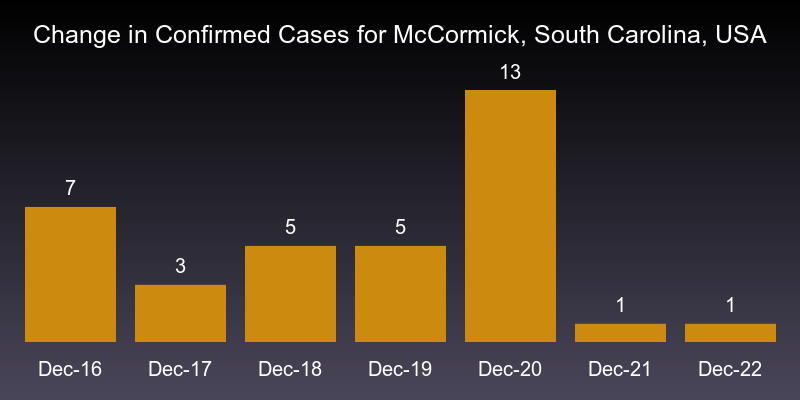 Change in Confirmed Cases for McCormick, South Carolina, USA
13
7
5
5
3
1
1
Dec-16
Dec-17
Dec-18
Dec-19
Dec-20
Dec-21
Dec-22